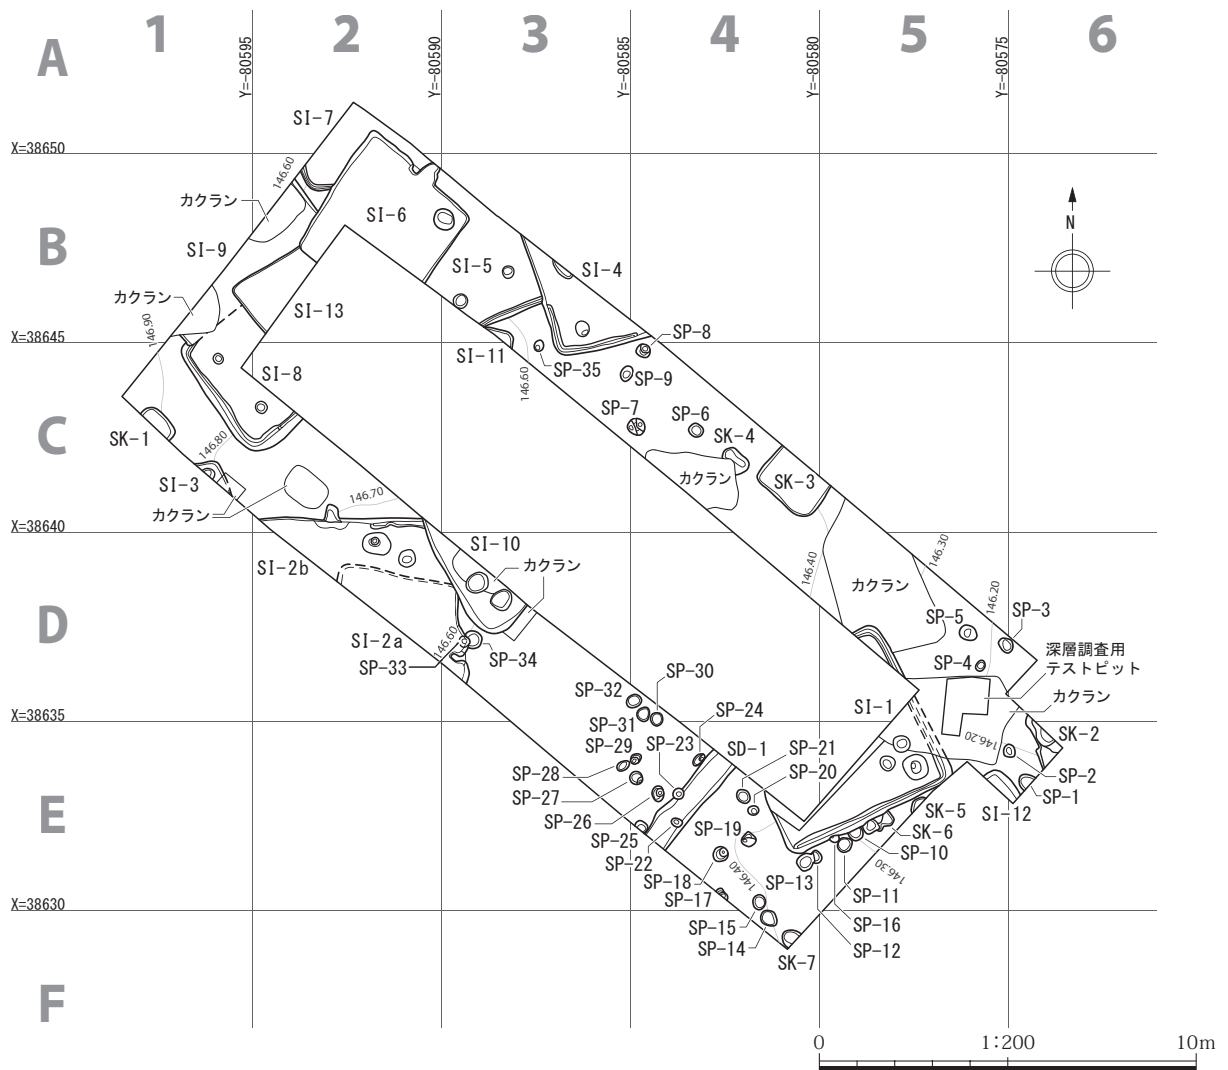 1
2
3
4
5
6
A
Y=-80595
Y=-80590
Y=-80585
Y=-80580
Y=-80575
SI-7
X=38650
146.60
カクラン
SI-6
N
B
SI-9
SI-5
SI-4
カクラン
SI-13
146.90
X=38645
SP-8
SI-11
SP-35
SI-8
SP-9
146.60
SP-7
SP-6
C
SK-1
SK-4
146.80
カクラン
SK-3
SI-3
146.70
カクラン
X=38640
SI-10
146.30
カクラン
SI-2b
146.40
カクラン
146.20
D
SP-5
SP-3
SI-2a
146.60
SP-33
SP-34
SP-4
深層調査用
テストピット
カクラン
SP-32
SP-30
SI-1
X=38635
SP-31
SP-24
146.20
SK-2
SP-29
SP-23
SD-1
SP-21
SP-28
SP-20
SP-2
SP-27
SP-1
E
SP-26
SK-5
SI-12
SP-25
SP-19
SK-6
SP-22
SP-10
SP-18
146.40
SP-13
146.30
SP-17
SP-11
X=38630
SP-15
SP-16
SP-14
SP-12
SK-7
F
0
1:200
10m